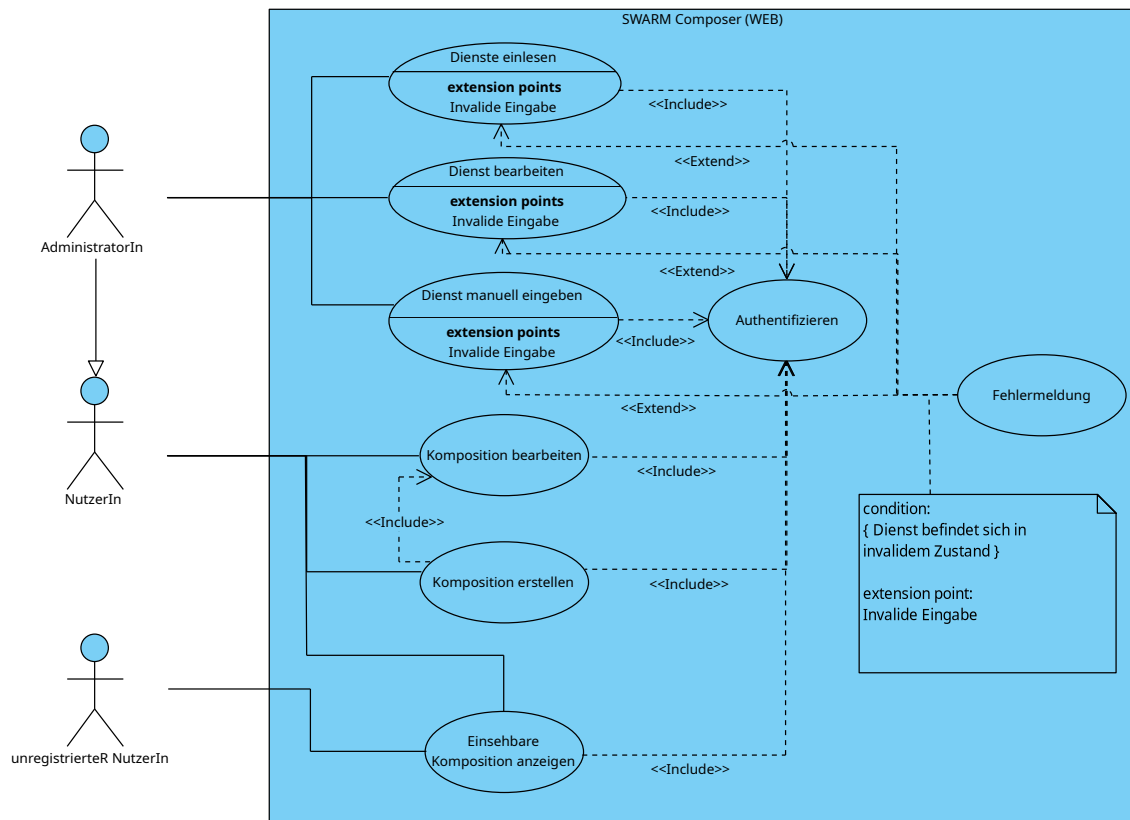 SWARM Composer (WEB)
Dienste einlesen
extension points
Invalide Eingabe
<<Include>>
<<Extend>>
Dienst bearbeiten
extension points
Invalide Eingabe
<<Include>>
<<Extend>>
AdministratorIn
Dienst manuell eingeben
extension points
Invalide Eingabe
<<Include>>
Authentifizieren
<<Extend>>
Fehlermeldung
NutzerIn
Komposition bearbeiten
<<Include>>
<<Include>>
Komposition erstellen
<<Include>>
condition:
{ Dienst befindet sich in
invalidem Zustand }
extension point:
Invalide Eingabe
unregistrierteR NutzerIn
Einsehbare
Komposition anzeigen
<<Include>>